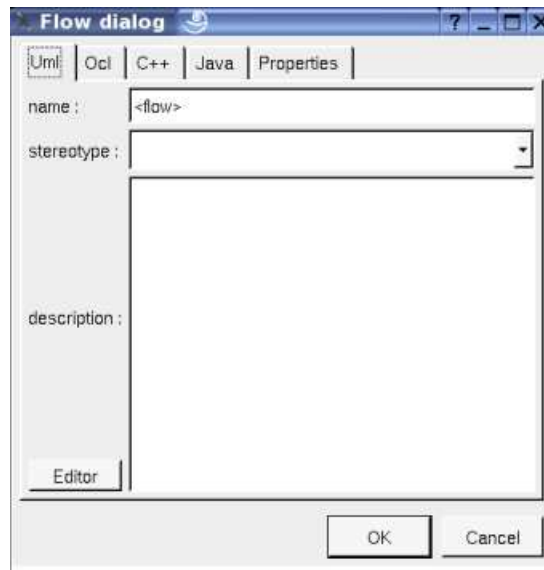 Flow dialog ? _
Uml Ocl C++ Java Properties
name : <flow>
stereotype :
description :
Editor
OK Cancel